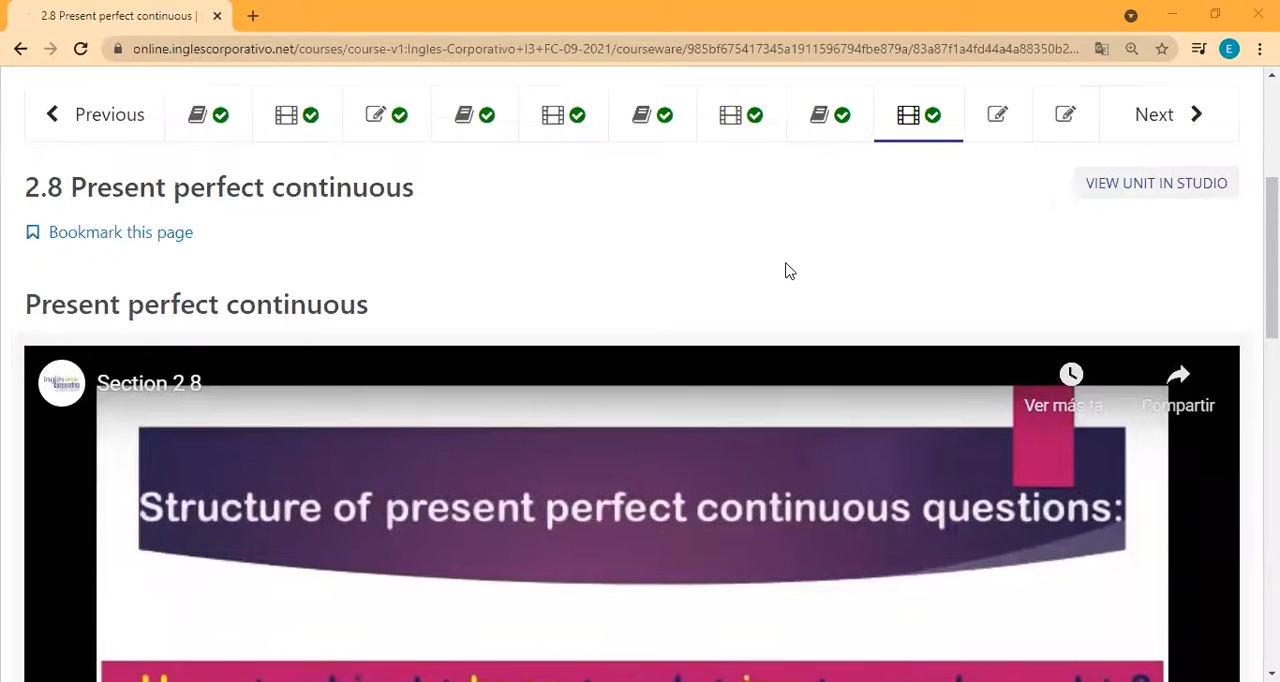 2.8 Present perfect continuous |
online.inglescorporativo.net/courses/course-v1:Ingles-Corporativo+I3+FC-09-2021/courseware/985bf675417345a1911596794fbe879a/83a87f1a4fd44a4a88350b2...
E
Previous
Next
2.8 Present perfect continuous
VIEW UNIT IN STUDIO
Bookmark this page
Present perfect continuous
Section 2 8
Ver más ta
Compartir
Structure of present perfect continuous questions: